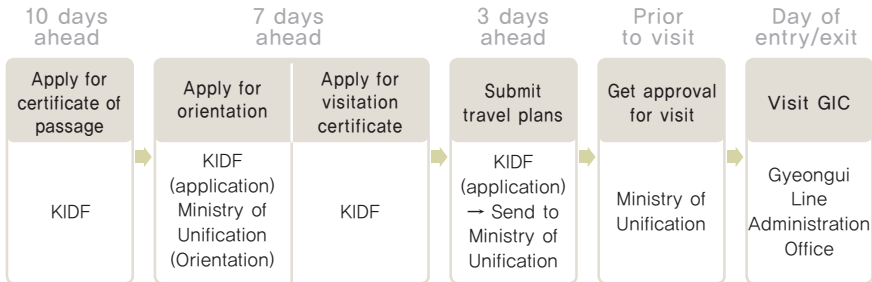 10 days
ahead
7 days
ahead
3 days
ahead
Prior
to visit
Day of
entry/exit
Apply for
certificate of
passage
Apply for
orientation
Apply for
visitation
certificate
Submit
travel plans
Get approval
for visit
Visit GIC
KIDF
KIDF
(application)
Ministry of
Unification
(Orientation)
KIDF
KIDF
(application)
→ Send to
Ministry of
Unification
Ministry of
Unification
Gyeongui
Line
Administration
Office